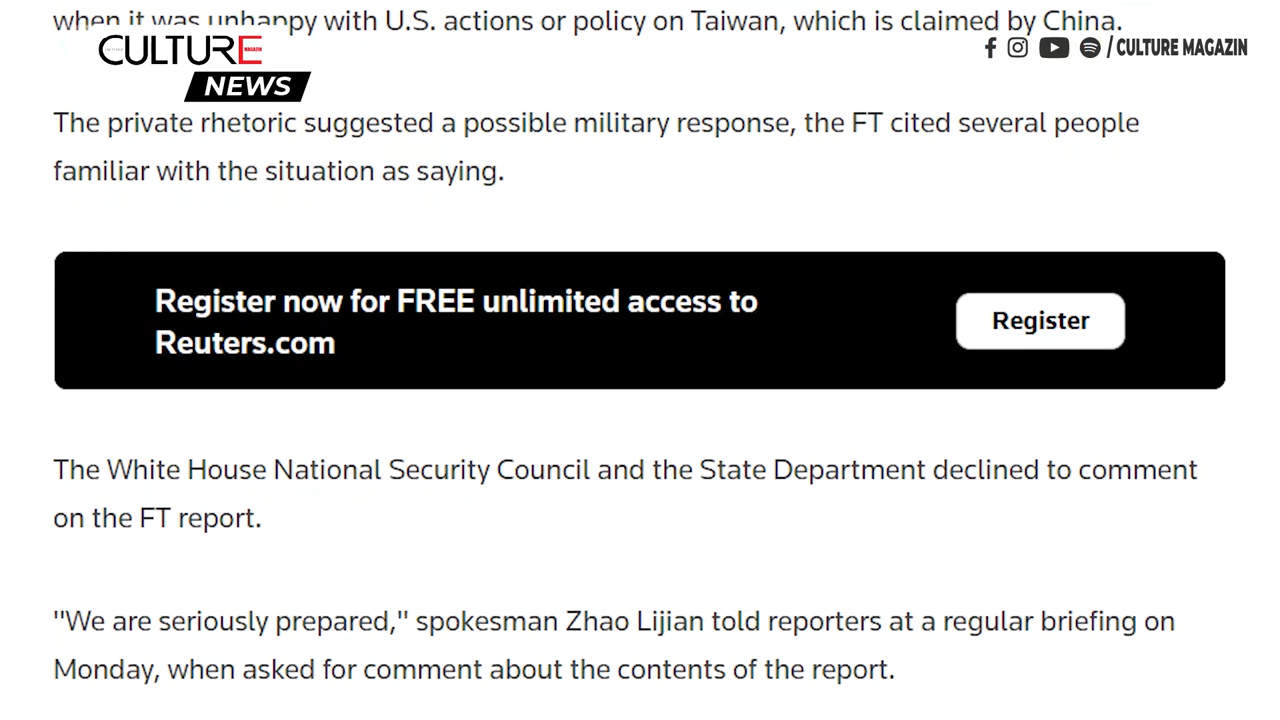 when it was unhappy with U.S. actions or policy on Taiwan, which is claimed by China.
CULTURE MAGAZIN
NEWS
/ CULTURE MAGAZIN
The private rhetoric suggested a possible military response, the FT cited several people
familiar with the situation as saying.
Register now for FREE unlimited access to
Reuters.com
Register
The White House National Security Council and the State Department declined to comment
on the FT report.
"We are seriously prepared," spokesman Zhao Lijian told reporters at a regular briefing on
Monday, when asked for comment about the contents of the report.